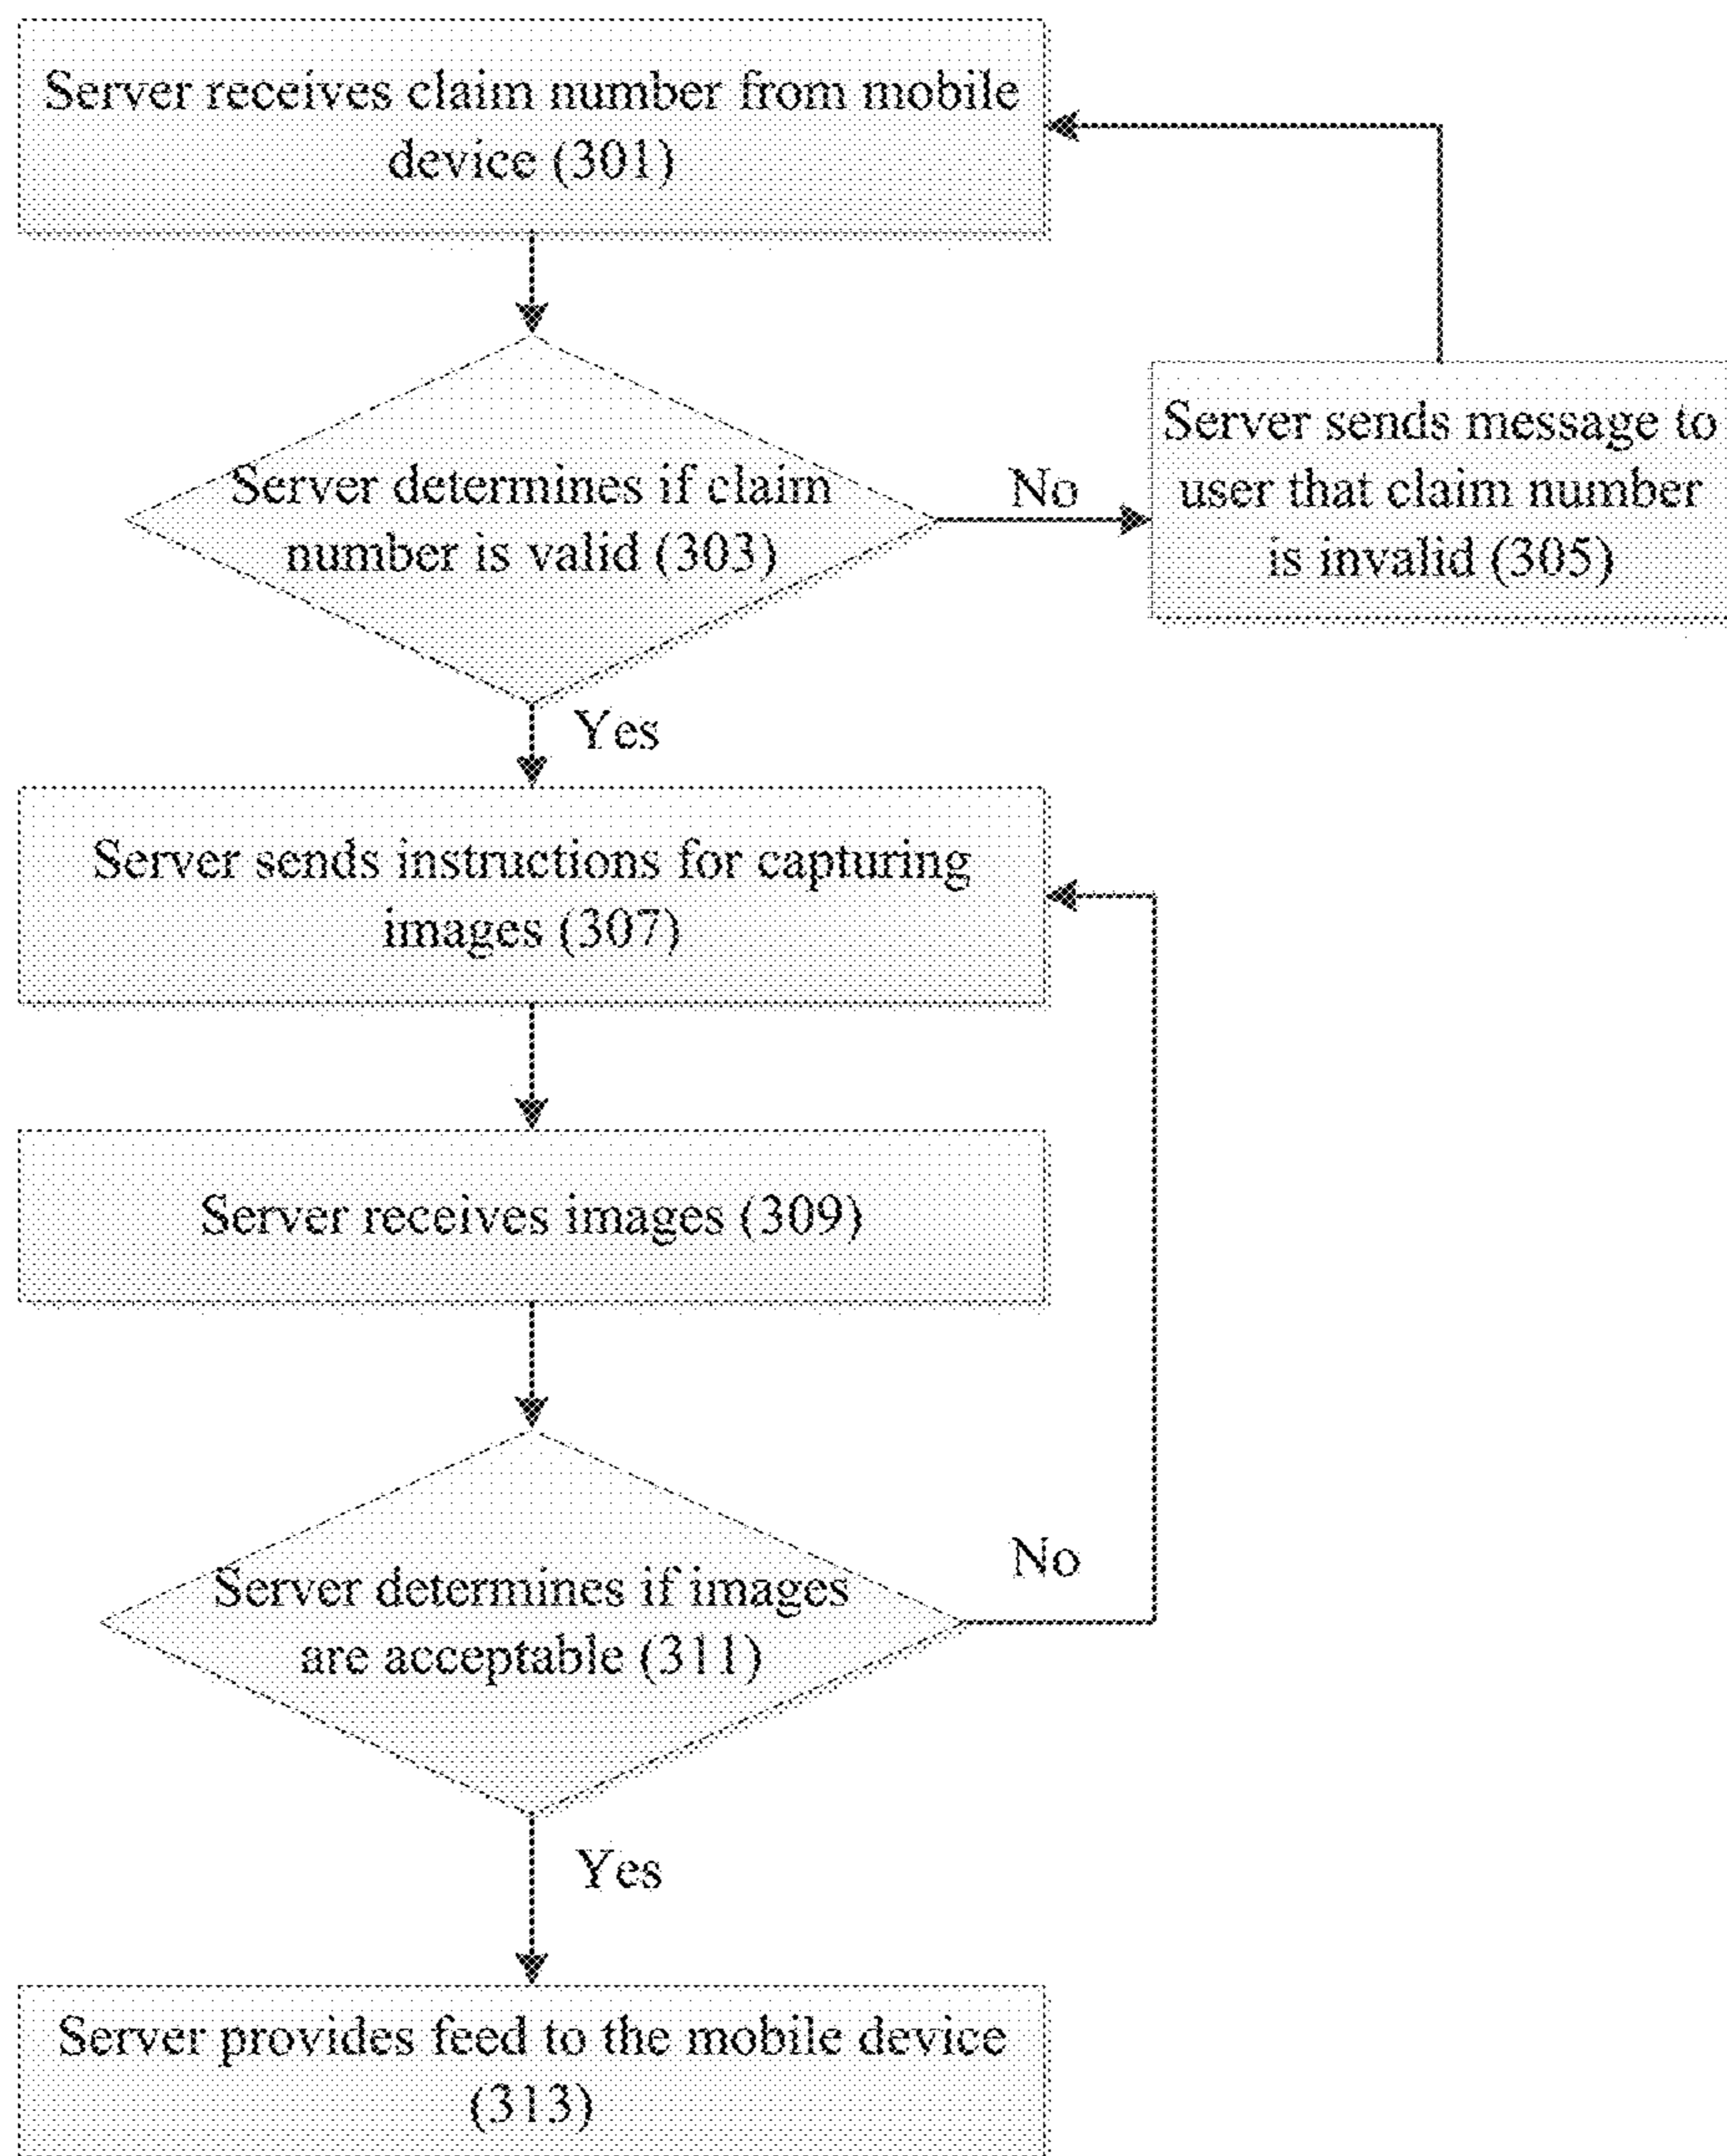 Server receives claim number from mobile
device (301)
Server determines if claim
number is valid (303)
No
Server sends message to
user that claim number
is invalid (305)
Yes
Server sends instructions for capturing
images (307)
Server receives images (309)
Server determines if images
are acceptable (311)
No
Yes
Server provides feed to the mobile device
(313)